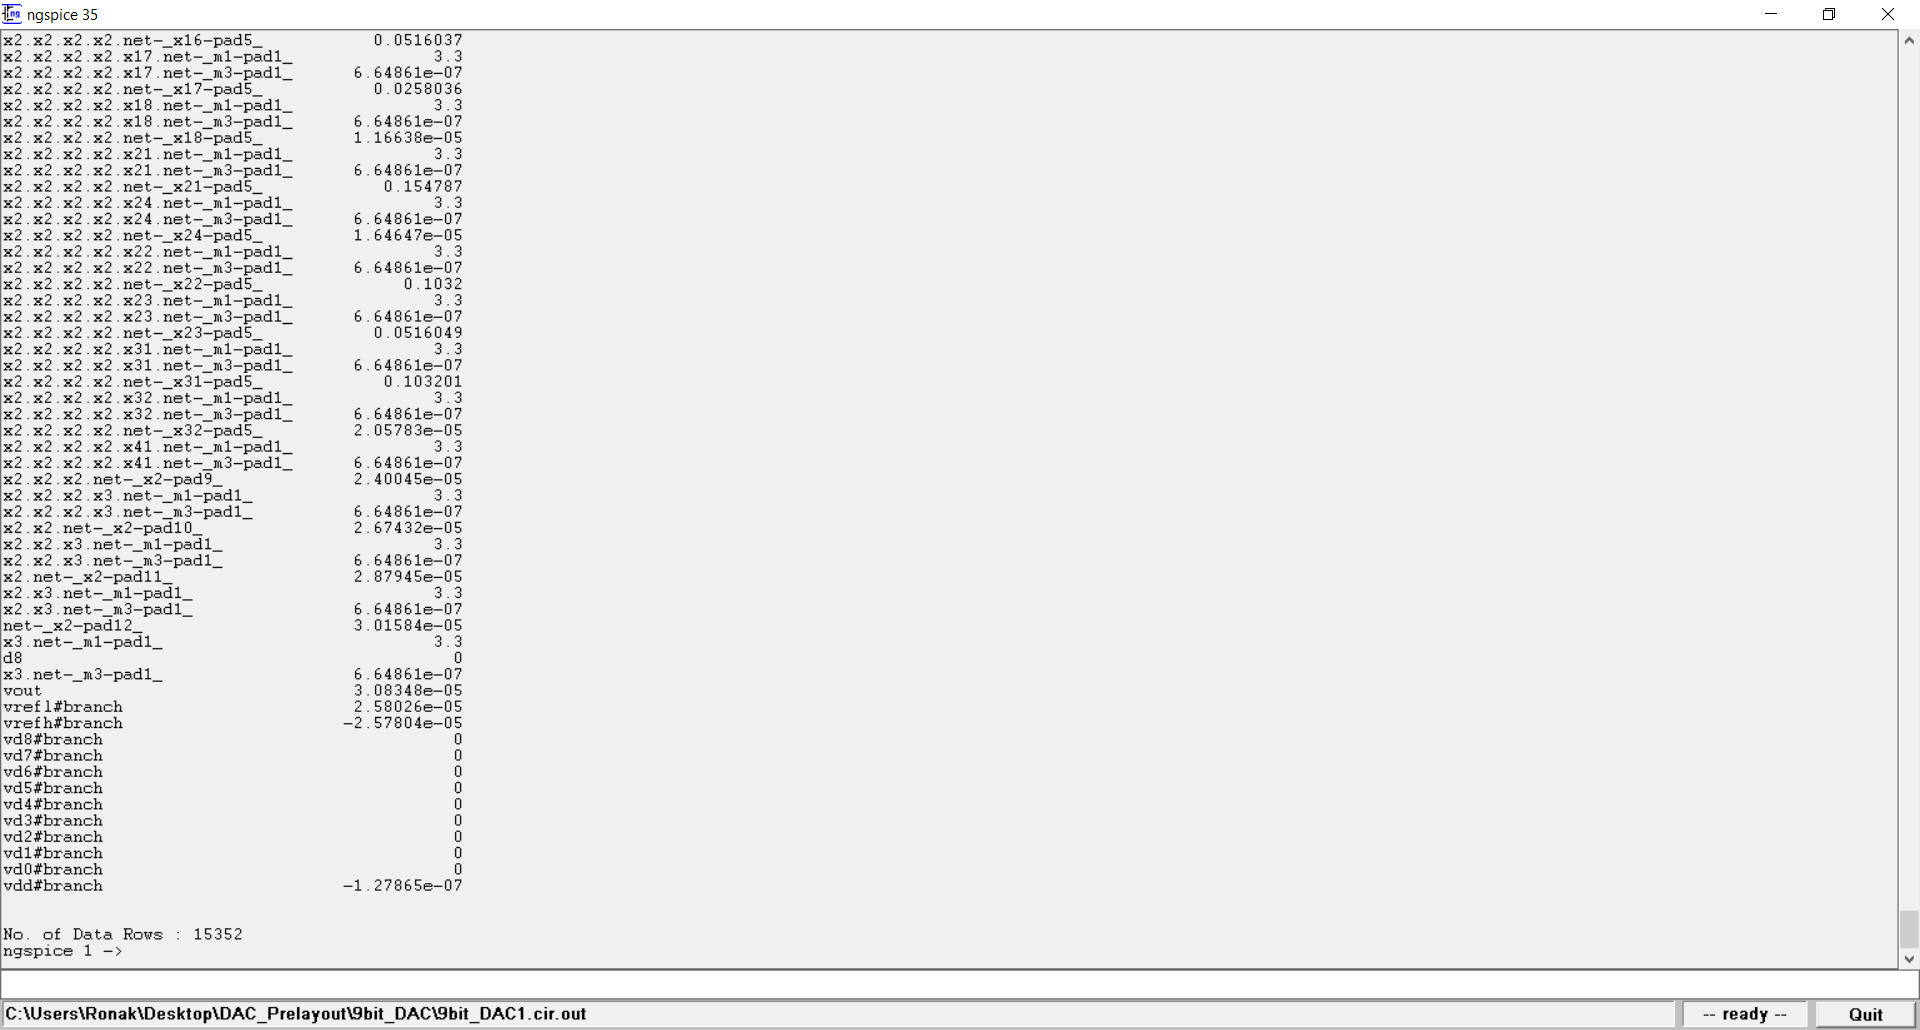 ngspice 35
x2.x2.x2.x2.net-_x16-pad5_ 0.0516037
x2.x2.x2.x2.x17.net-_m1-pad1_ 3.3
x2.x2.x2.x2.x17.net-_m3-pad1_ 6.64861e-07
x2.x2.x2.x2.net-_x17-pad5_ 0.0258036
x2.x2.x2.x2.x18.net-_m1-pad1_ 3.3
x2.x2.x2.x2.x18.net-_m3-pad1_ 6.64861e-07
x2.x2.x2.x2.net-_x18-pad5_ 1.16638e-05
x2.x2.x2.x2.x21.net-_m1-pad1_ 3.3
x2.x2.x2.x2.x21.net-_m3-pad1_ 6.64861e-07
x2.x2.x2.x2.net-_x21-pad5_ 0.154787
x2.x2.x2.x2.x24.net-_m1-pad1_ 3.3
x2.x2.x2.x2.x24.net-_m3-pad1_ 6.64861e-07
x2.x2.x2.x2.net-_x24-pad5_ 1.64647e-05
x2.x2.x2.x2.x22.net-_m1-pad1_ 3.3
x2.x2.x2.x2.x22.net-_m3-pad1_ 6.64861e-07
x2.x2.x2.x2.net-_x22-pad5_ 0.1032
x2.x2.x2.x2.x23.net-_m1-pad1_ 3.3
x2.x2.x2.x2.x23.net-_m3-pad1_ 6.64861e-07
x2.x2.x2.x2.net-_x23-pad5_ 0.0516049
x2.x2.x2.x2.x31.net-_m1-pad1_ 3.3
x2.x2.x2.x2.x31.net-_m3-pad1_ 6.64861e-07
x2.x2.x2.x2.net-_x31-pad5_ 0.103201
x2.x2.x2.x2.x32.net-_m1-pad1_ 3.3
x2.x2.x2.x2.x32.net-_m3-pad1_ 6.64861e-07
x2.x2.x2.x2.net-_x32-pad5_ 2.05783e-05
x2.x2.x2.x2.x41.net-_m1-pad1_ 3.3
x2.x2.x2.x2.x41.net-_m3-pad1_ 6.64861e-07
x2.x2.x2.net-_x2-pad9_ 2.40045e-05
x2.x2.x2.x3.net-_m1-pad1_ 3.3
x2.x2.x2.x3.net-_m3-pad1_ 6.64861e-07
x2.x2.net-_x2-pad10_ 2.67432e-05
x2.x2.x3.net-_m1-pad1_ 3.3
x2.x2.x3.net-_m3-pad1_ 6.64861e-07
x2.net-_x2-pad11_ 2.87945e-05
x2.x3.net-_m1-pad1_ 3.3
x2.x3.net-_m3-pad1_ 6.64861e-07
net-_x2-pad12_ 3.01584e-05
x3.net-_m1-pad1_ 3.3
d8 0
x3.net-_m3-pad1_ 6.64861e-07
vout 3.08348e-05
vrefl#branch 2.58026e-05
vrefh#branch -2.57804e-05
vd8#branch 0
vd7#branch 0
vd6#branch 0
vd5#branch 0
vd4#branch 0
vd3#branch 0
vd2#branch 0
vd1#branch 0
vd0#branch 0
vdd#branch -1.27865e-07
No. of Data Rows : 15352
ngspice 1 ->
C:\Users\Ronak\Desktop\DAC_Prelayout\9bit_DAC\9bit_DAC1.cir.out
-- ready --
Quit